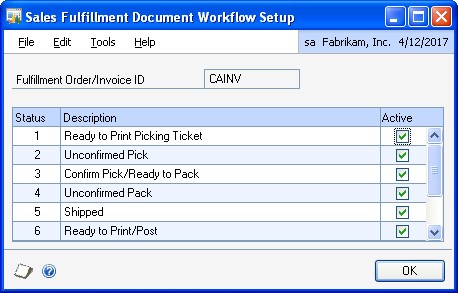 Sales Fulfillment Document Workflow Setup
File Edit Tools Help sa Fabrikam, Inc. 4/12/2017
Fulfillment Order/Invoice ID CAINV
Status Description Active
1 Ready to Print Picking Ticket
2 Unconfirmed Pick
3 Confirm Pick/Ready to Pack
4 Unconfirmed Pack
5 Shipped
6 Ready to Print/Post
OK